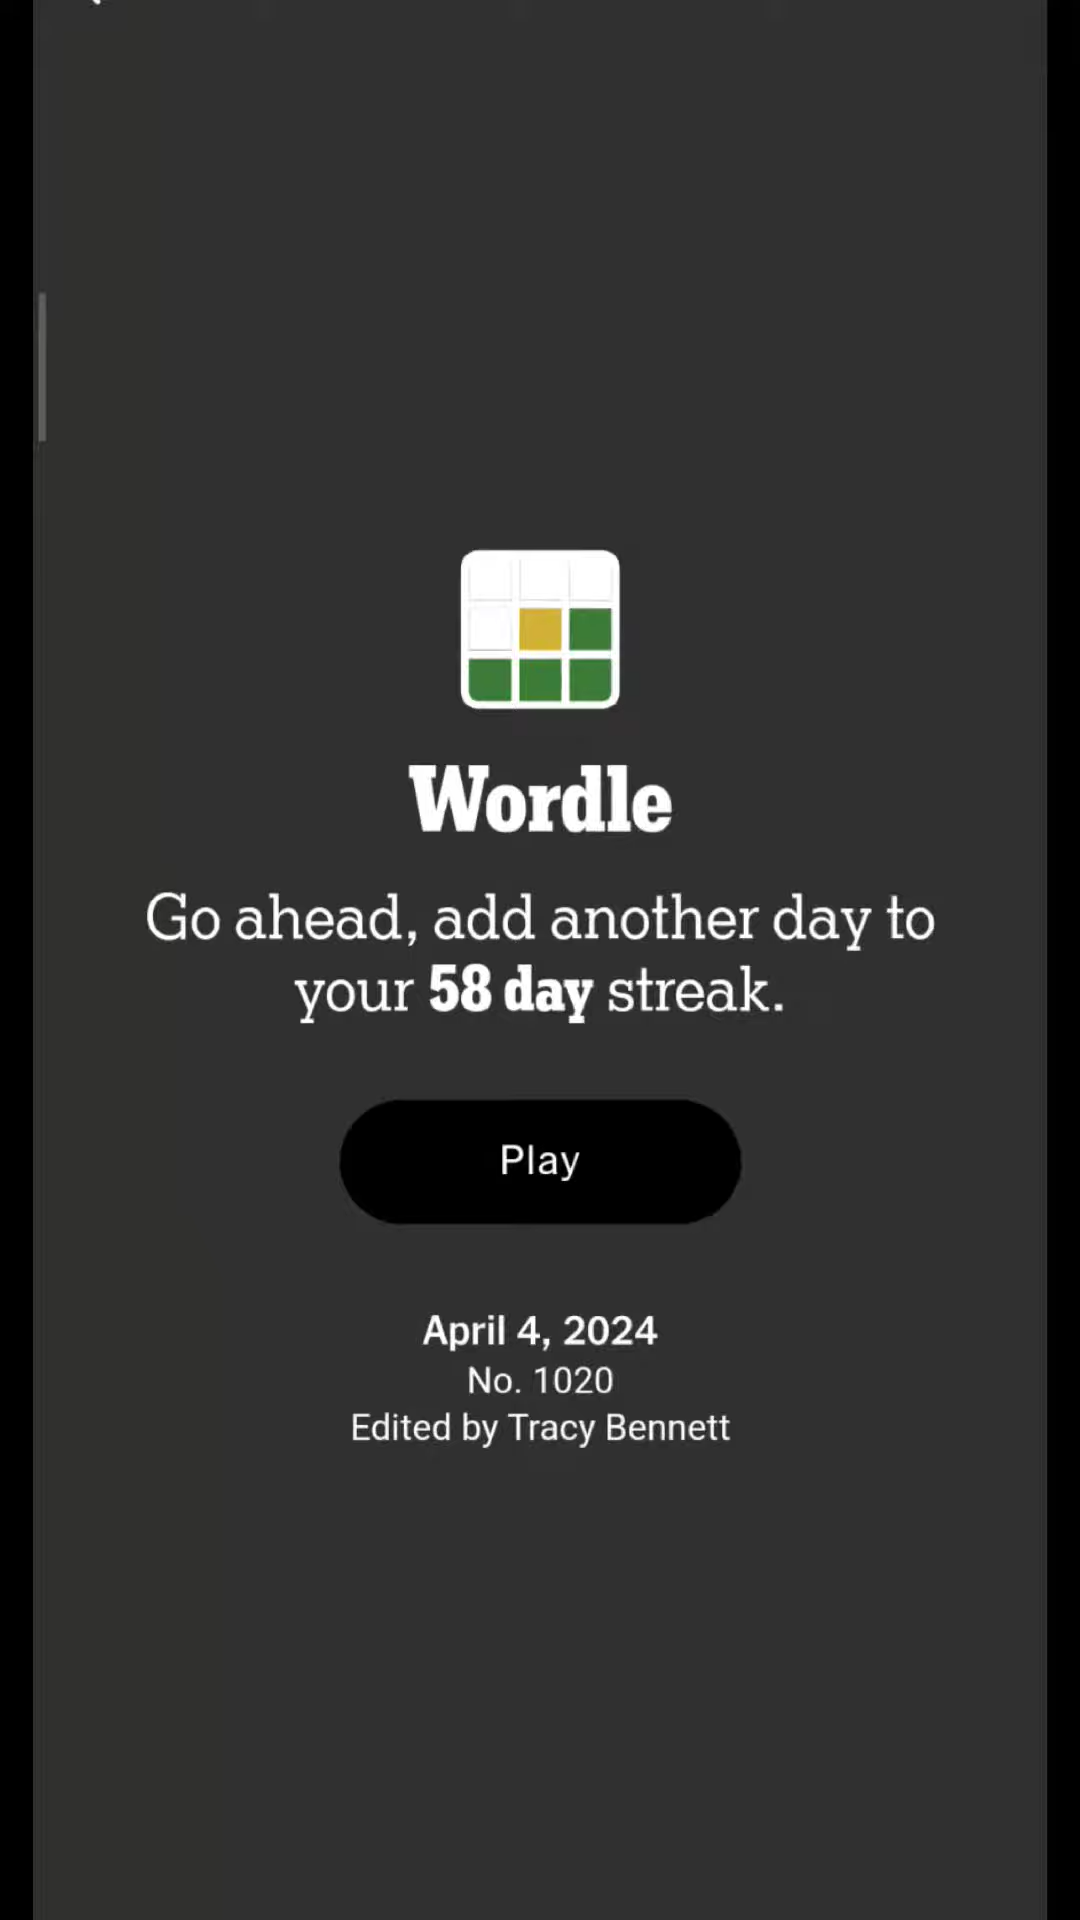 Wordle
Go ahead, add another day to
your 58 day streak.
Play
April 4, 2024
No. 1020
Edited by Tracy Bennett